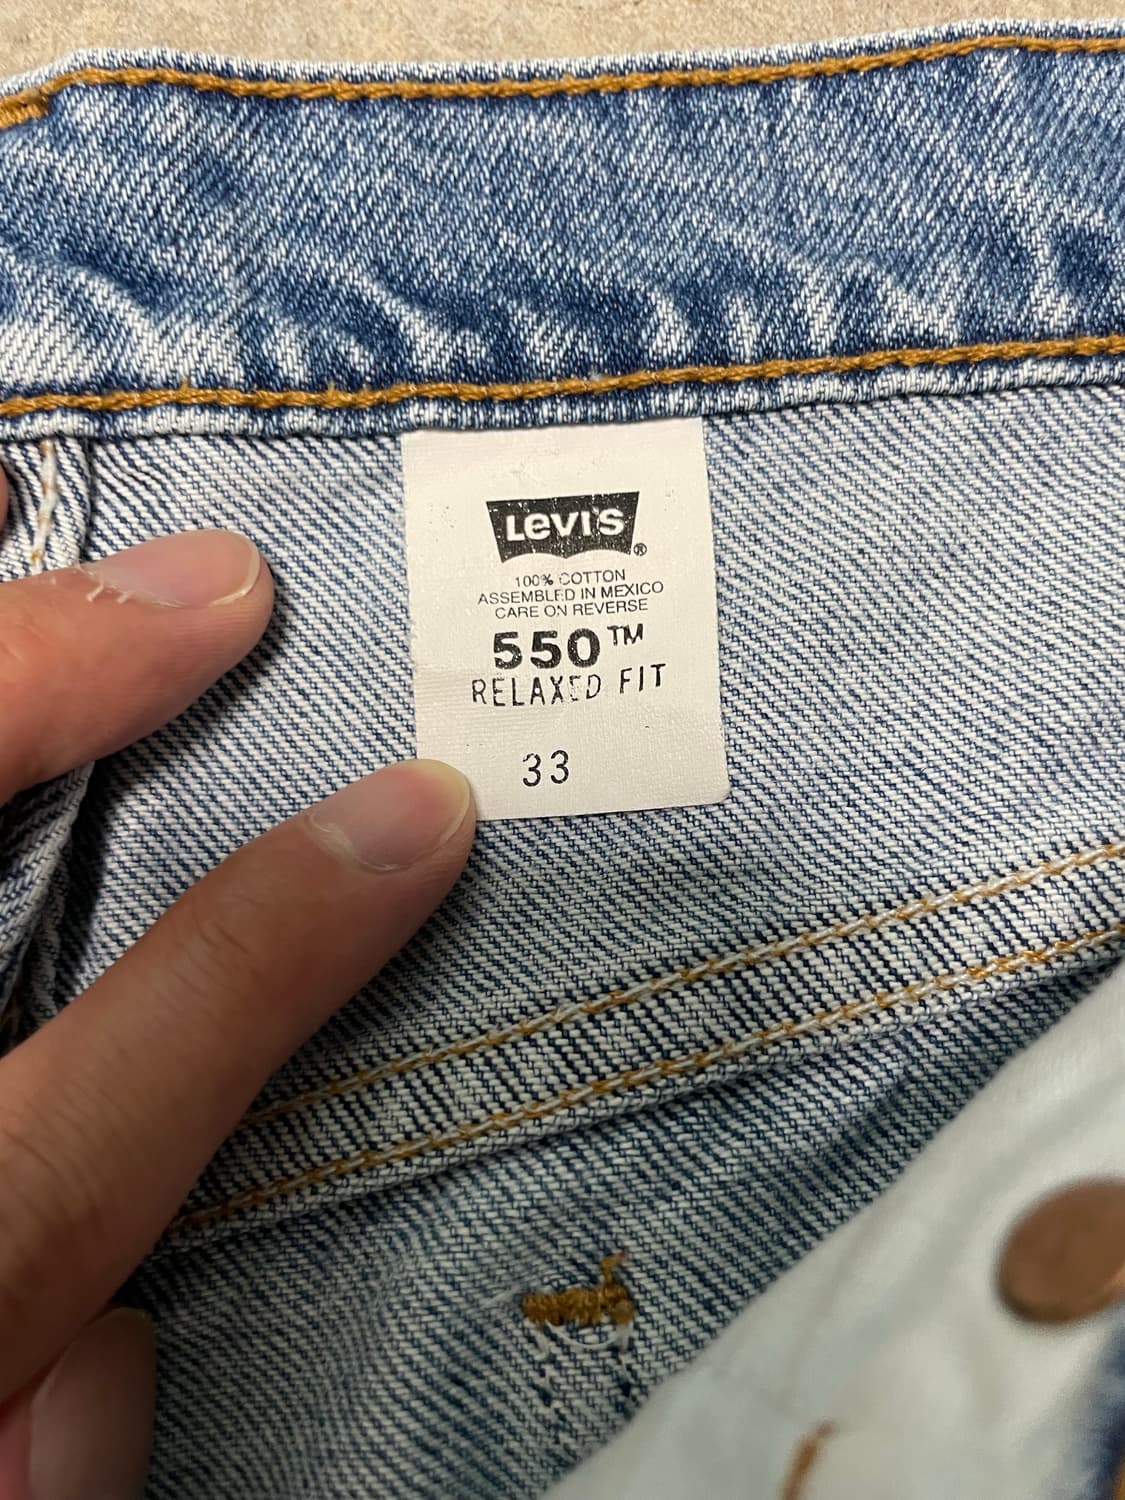 LEVI'S ®
100% COTTON
ASSEMBLED IN MEXICO
CARE ON REVERSE
550™
RELAXED FIT
33